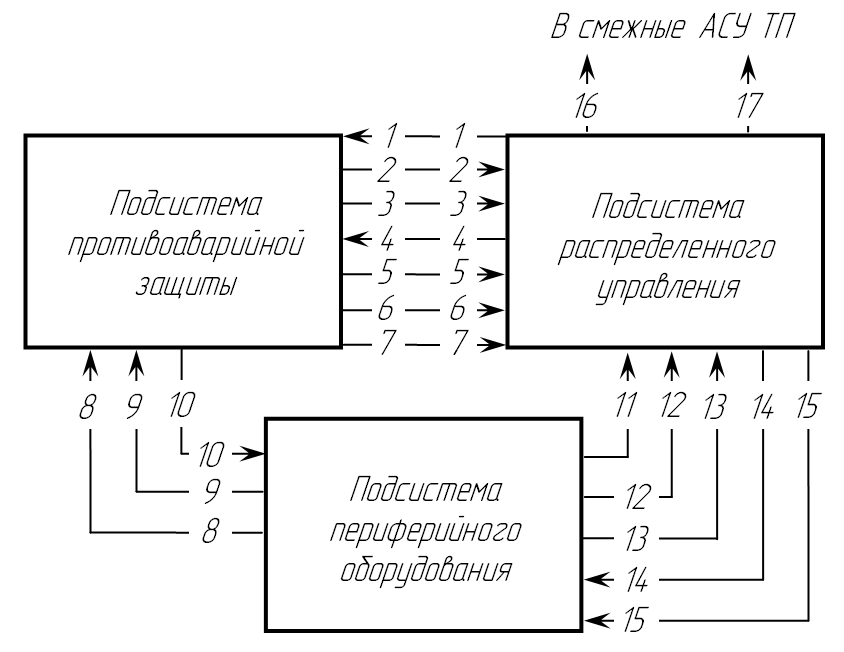 В смежные АСУ ТП
16 17
1 1
2 2
3 3
4 4
5 5
6 6
7 7
Подсистема
противоаварийной
защиты
Подсистема
распределенного
управления
8 9 10
11 12 13 14 15
10
9
8
Подсистема
периферийного
оборудования
12
13
14
15